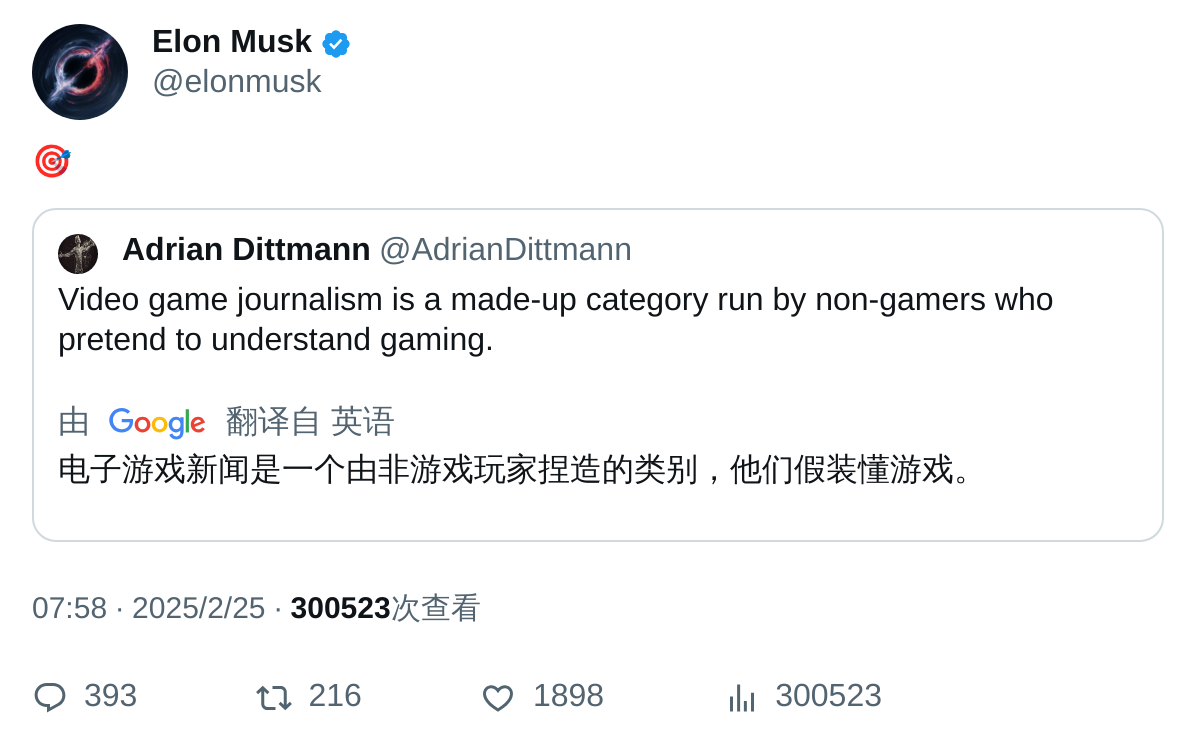 Elon Musk
@elonmusk
🎯
Adrian Dittmann @AdrianDittmann
Video game journalism is a made-up category run by non-gamers who
pretend to understand gaming.
由 Google 翻译自 英语
电子游戏新闻是一个由非游戏玩家捏造的类别，他们假装懂游戏。
07:58 · 2025/2/25 · 300523次查看
393 216 1898 300523